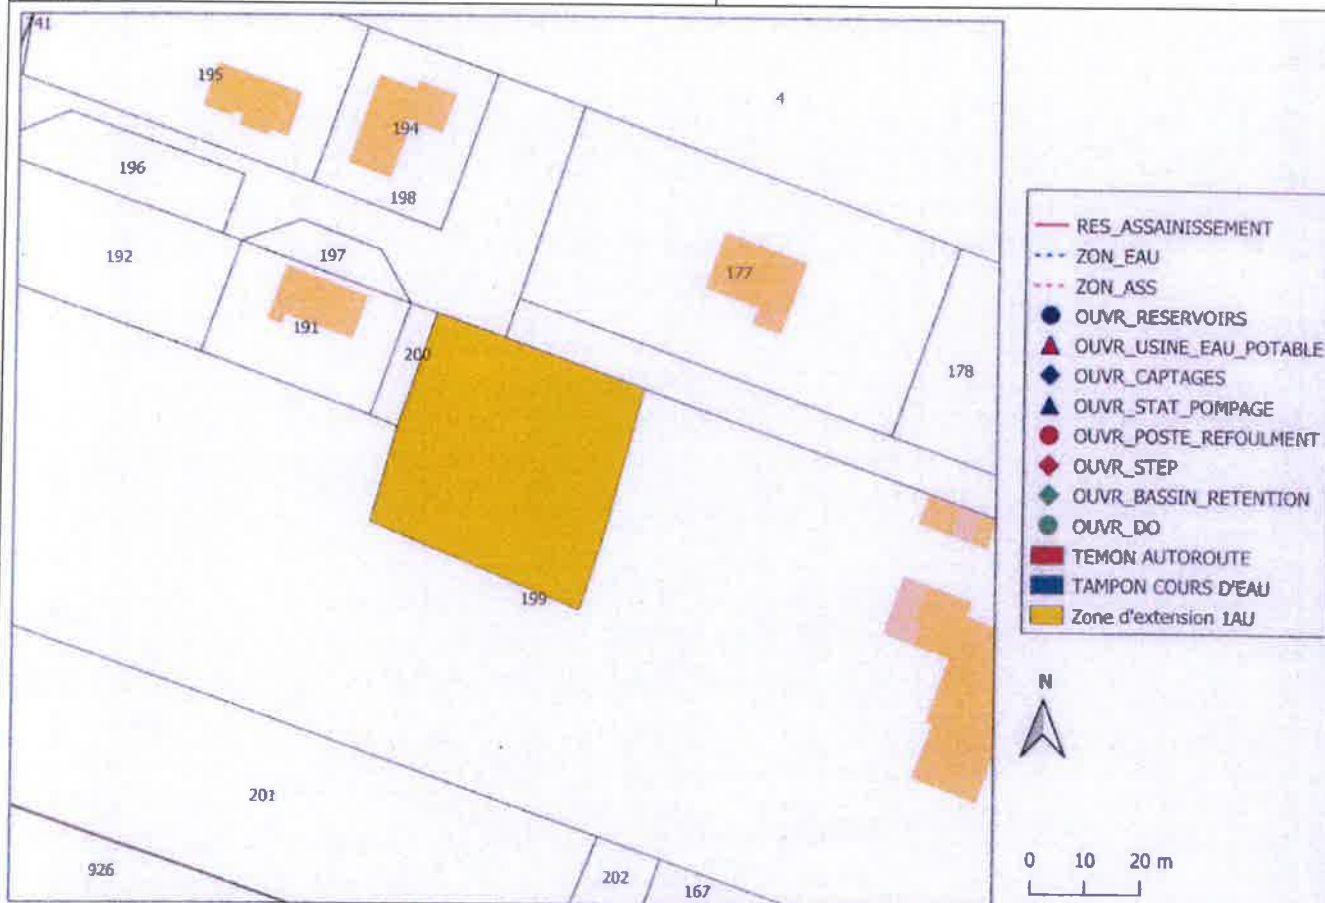 341
195
194
4
196
198
192
197
177
191
200
178
199
201
926
202
167
RES_ASSAINISSEMENT
ZON_EAU
ZON_ASS
OUVR_RESERVOIRS
OUVR_USINE_EAU_POTABLE
OUVR_CAPTAGES
OUVR_STAT_POMPAGE
OUVR_POSTE_REFOULMENT
OUVR_STEP
OUVR_BASSIN_RETENTION
OUVR_DO
TEMON AUTOROUTE
TAMPON COURS D'EAU
Zone d'extension 1AU
N
0 10 20 m